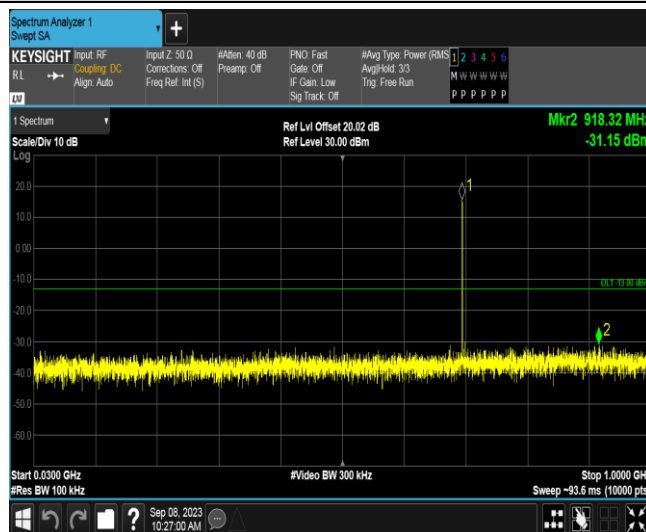 Spectrum Analyzer 1
Swept SA
+
KEYSIGHT
RL
LXI
Input: RF
Coupling: DC
Align: Auto
Input Z: 50 Ω
Corrections: Off
Freq Ref: Int (S)
#Atten: 40 dB
Preamp: Off
PNO: Fast
Gate: Off
IF Gain: Low
Sig Track: Off
#Avg Type: Power (RMS
Avg|Hold: 3/3
Trig: Free Run
1 2 3 4 5 6
M W W W W W
P P P P P P
1 Spectrum
Scale/Div 10 dB
Ref Lvl Offset 20.02 dB
Ref Level 30.00 dBm
Mkr2 918.32 MHz
-31.15 dBm
Log
20.0
10.0
0.00
-10.0
-20.0
-30.0
-40.0
-50.0
-60.0
1
DL1 -13.00 dBm
2
Start 0.0300 GHz
#Res BW 100 kHz
#Video BW 300 kHz
Stop 1.0000 GH
Sweep ~93.6 ms (10000 pts
?
Sep 08, 2023
10:27:00 AM